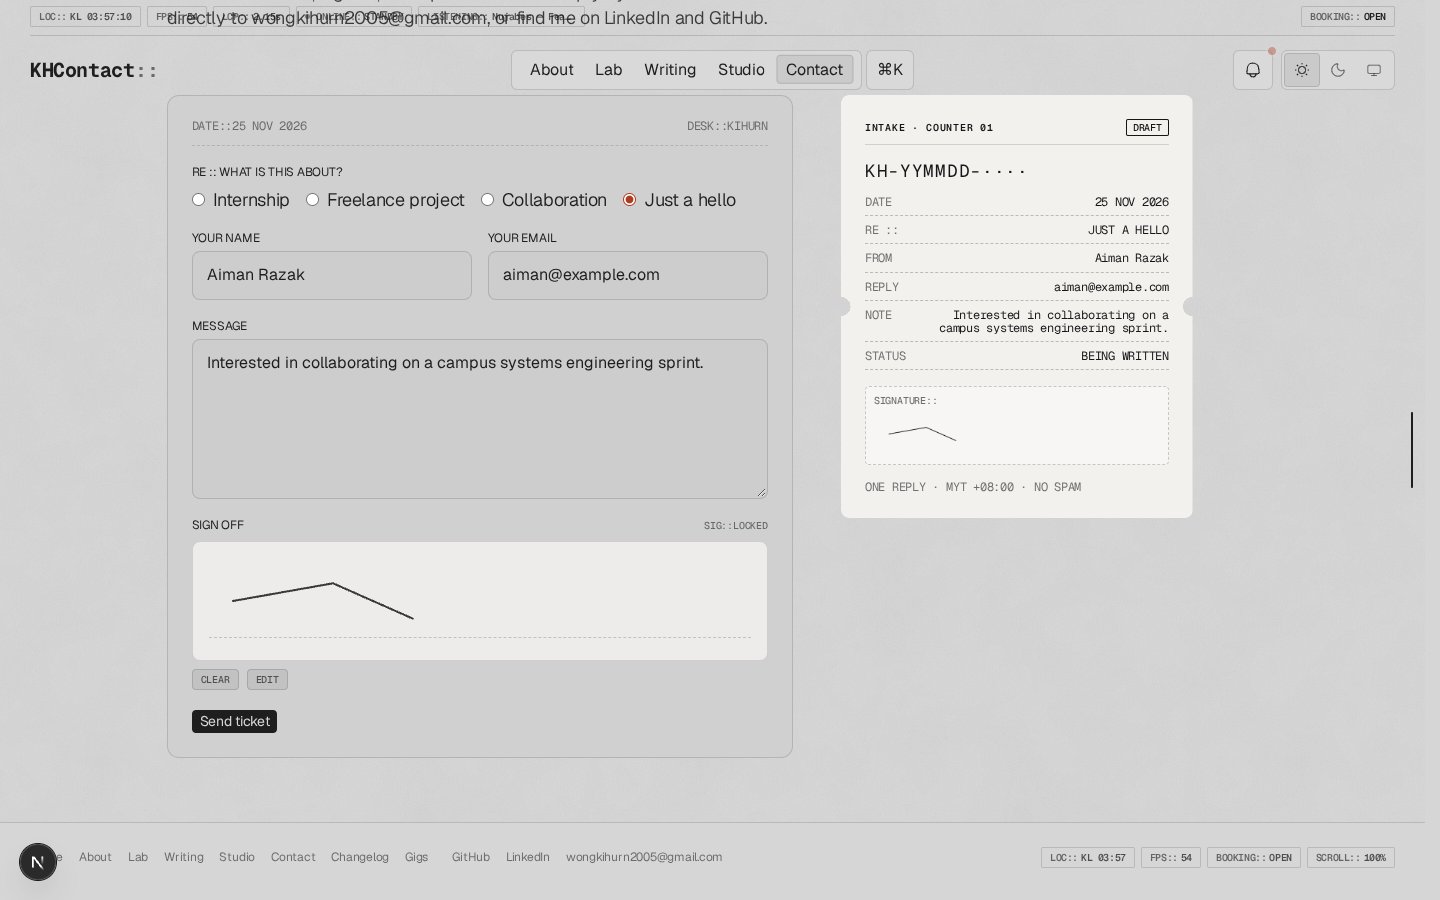 LOC:: KL 03:57:10
BOOKING:: OPEN
directly to wongkihurn2005@gmail.com, or find me on LinkedIn and GitHub.
KHContact::
About Lab Writing Studio Contact ⌘K
DATE::25 NOV 2026 DESK::KIHURN
RE :: WHAT IS THIS ABOUT?
Internship Freelance project Collaboration Just a hello
YOUR NAME YOUR EMAIL
Aiman Razak aiman@example.com
MESSAGE
Interested in collaborating on a campus systems engineering sprint.
SIGN OFF SIG::LOCKED
CLEAR EDIT
Send ticket
INTAKE · COUNTER 01 DRAFT
KH-YYMMDD-····
DATE 25 NOV 2026
RE :: JUST A HELLO
FROM Aiman Razak
REPLY aiman@example.com
NOTE Interested in collaborating on a
campus systems engineering sprint.
STATUS BEING WRITTEN
SIGNATURE::
ONE REPLY · MYT +08:00 · NO SPAM
About Lab Writing Studio Contact Changelog Gigs GitHub LinkedIn wongkihurn2005@gmail.com
LOC:: KL 03:57 FPS:: 54 BOOKING:: OPEN SCROLL:: 100%
N